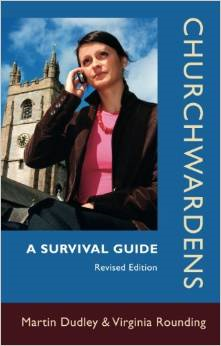 CHURCHWARDENS
A SURVIVAL GUIDE
Revised Edition
Martin Dudley & Virginia Rounding